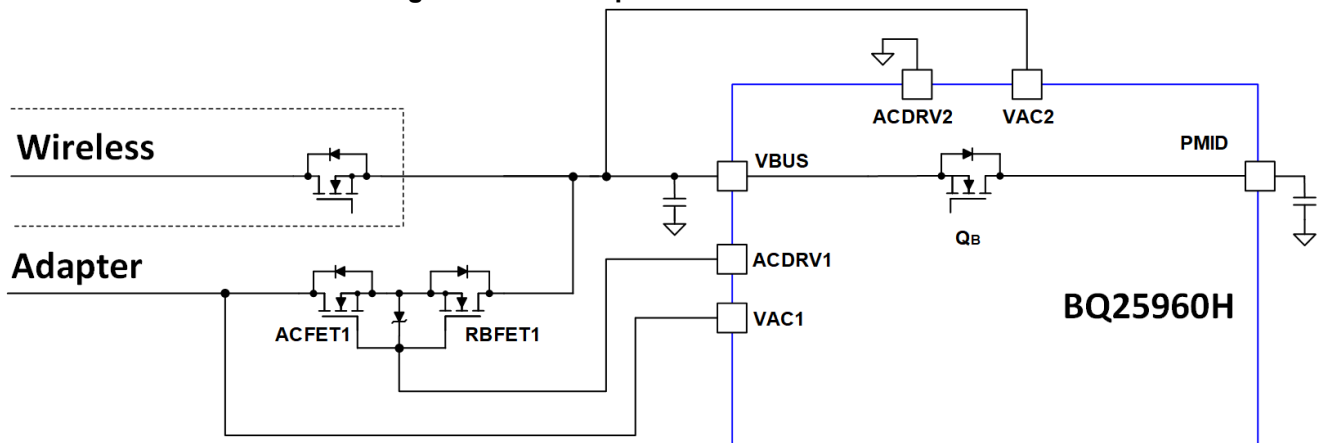 ACDRV2
VAC2
Wireless
VBUS
PMID
QB
Adapter
ACDRV1
ACFET1
RBFET1
VAC1
BQ25960H